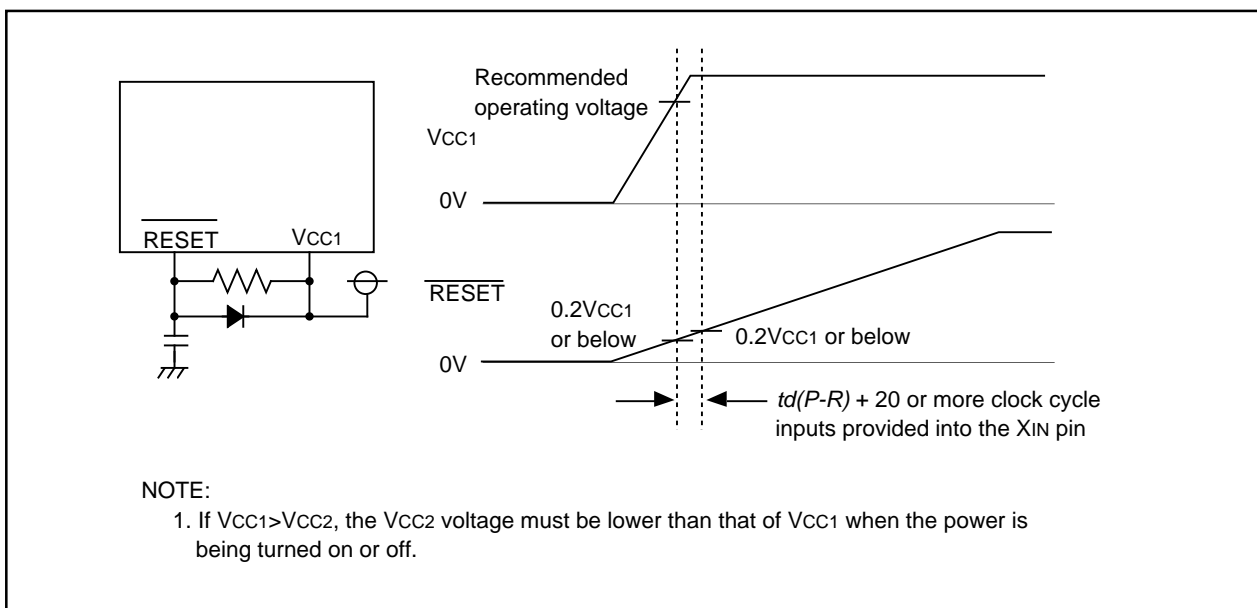 RESET
VCC1
Recommended
operating voltage
VCC1
0V
RESET
0.2VCC1
or below
0.2VCC1 or below
0V
td(P-R) + 20 or more clock cycle
inputs provided into the XIN pin
NOTE:
1. If VCC1>VCC2, the VCC2 voltage must be lower than that of VCC1 when the power is
being turned on or off.